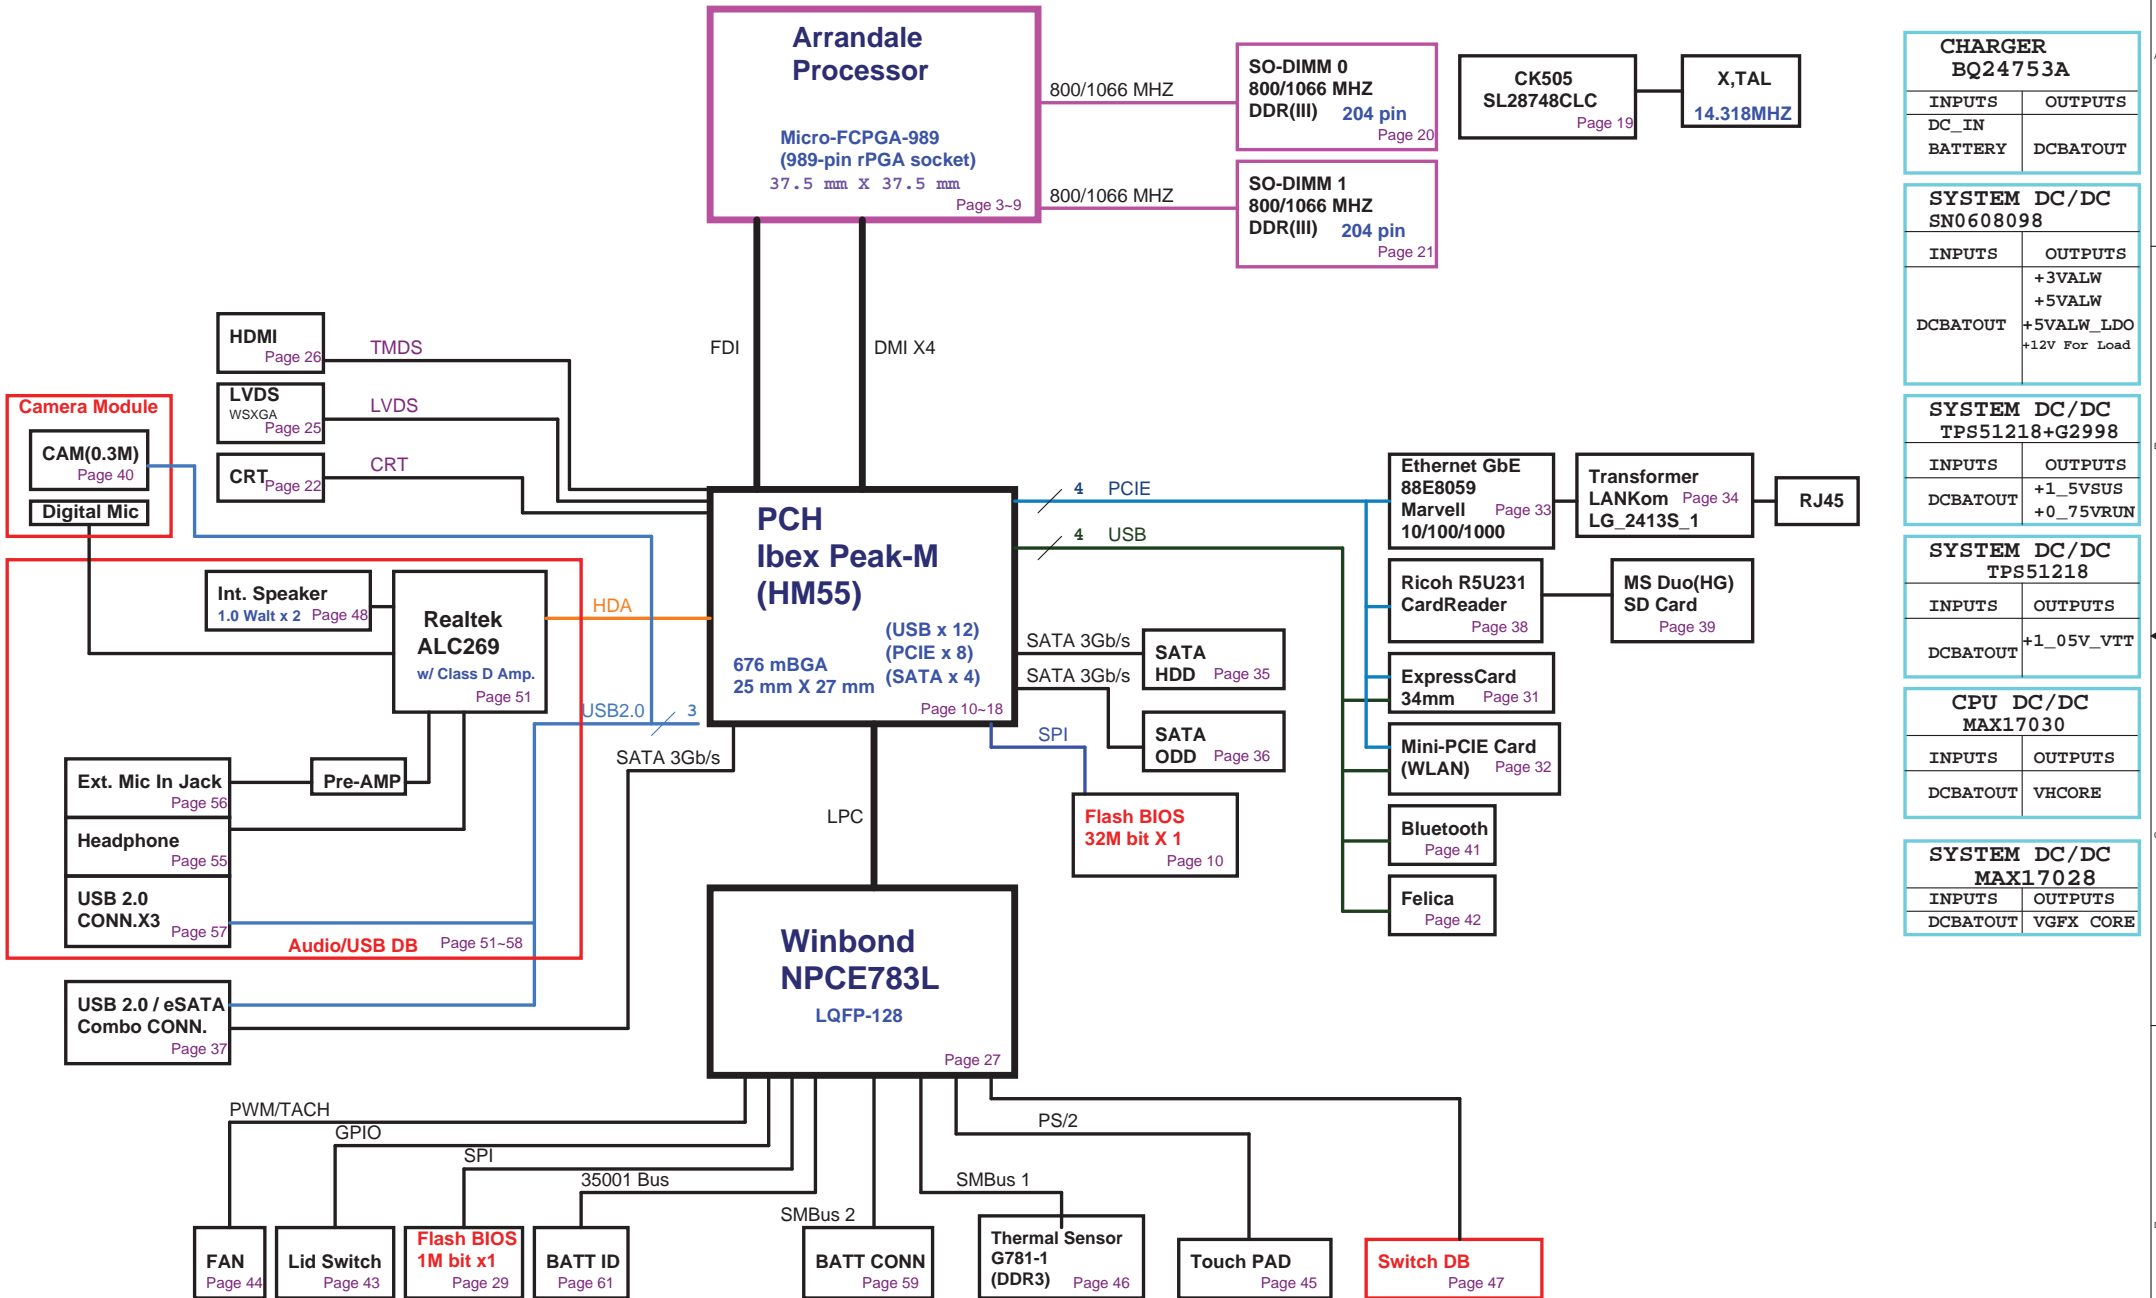 Arrandale
Processor
Micro-FCPGA-989
(989-pin rPGA socket)
37.5 mm X 37.5 mm
Page 3~9
800/1066 MHZ
SO-DIMM 0
800/1066 MHZ
DDR(III) 204 pin
Page 20
800/1066 MHZ
SO-DIMM 1
800/1066 MHZ
DDR(III) 204 pin
Page 21
CK505
SL28748CLC
Page 19
X,TAL
14.318MHZ
FDI
DMI X4
HDMI
Page 26
TMDS
LVDS
WSXGA
Page 25
LVDS
CRT
Page 22
CRT
Camera Module
CAM(0.3M)
Page 40
Digital Mic
Int. Speaker
1.0 Walt x 2 Page 48
Realtek
ALC269
w/ Class D Amp.
Page 51
HDA
USB2.0
3
Ext. Mic In Jack
Page 56
Pre-AMP
Headphone
Page 55
USB 2.0
CONN.X3
Page 57
Audio/USB DB Page 51~58
USB 2.0 / eSATA
Combo CONN.
Page 37
SATA 3Gb/s
PCH
Ibex Peak-M
(HM55)
(USB x 12)
(PCIE x 8)
(SATA x 4)
676 mBGA
25 mm X 27 mm
Page 10~18
4 PCIE
4 USB
SATA 3Gb/s
SATA
HDD Page 35
SATA 3Gb/s
SATA
ODD Page 36
SPI
Flash BIOS
32M bit X 1
Page 10
LPC
Ethernet GbE
88E8059
Marvell Page 33
10/100/1000
Transformer
LANKom Page 34
LG_2413S_1
RJ45
Ricoh R5U231
CardReader
Page 38
MS Duo(HG)
SD Card
Page 39
ExpressCard
34mm Page 31
Mini-PCIE Card
(WLAN) Page 32
Bluetooth
Page 41
Felica
Page 42
Winbond
NPCE783L
LQFP-128
Page 27
PWM/TACH
GPIO
SPI
35001 Bus
SMBus 2
SMBus 1
PS/2
FAN
Page 44
Lid Switch
Page 43
Flash BIOS
1M bit x1
Page 29
BATT ID
Page 61
BATT CONN
Page 59
Thermal Sensor
G781-1
(DDR3) Page 46
Touch PAD
Page 45
Switch DB
Page 47
CHARGER
BQ24753A
INPUTS OUTPUTS
DC_IN
BATTERY DCBATOUT
SYSTEM DC/DC
SN0608098
INPUTS OUTPUTS
+3VALW
+5VALW
DCBATOUT +5VALW_LDO
+12V For Load
SYSTEM DC/DC
TPS51218+G2998
INPUTS OUTPUTS
DCBATOUT +1_5VSUS
+0_75VRUN
SYSTEM DC/DC
TPS51218
INPUTS OUTPUTS
DCBATOUT +1_05V_VTT
CPU DC/DC
MAX17030
INPUTS OUTPUTS
DCBATOUT VHCORE
SYSTEM DC/DC
MAX17028
INPUTS OUTPUTS
DCBATOUT VGFX CORE